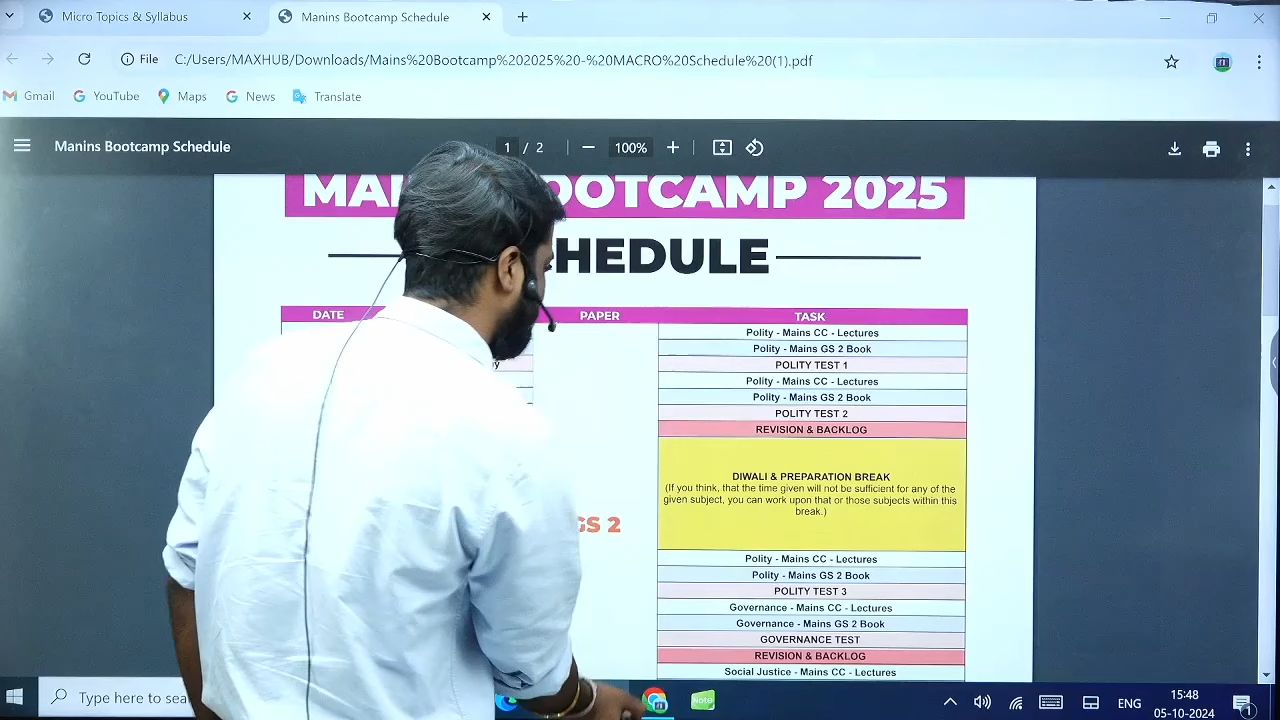 Micro Topics & Syllabus
Manins Bootcamp Schedule
File C:/Users/MAXHUB/Downloads/Mains%20Bootcamp%202025%20-%20MACRO%20Schedule%20(1).pdf
Gmail YouTube Maps News Translate
Manins Bootcamp Schedule
1 / 2
100%
OOTCAMP 2025
HEDULE
DATE PAPER TASK
Polity - Mains CC - Lectures
Polity - Mains GS 2 Book
POLITY TEST 1
Polity - Mains CC - Lectures
Polity - Mains GS 2 Book
POLITY TEST 2
REVISION & BACKLOG
DIWALI & PREPARATION BREAK
(If you think, that the time given will not be sufficient for any of the
given subject, you can work upon that or those subjects within this
break.)
GS 2
Polity - Mains CC - Lectures
Polity - Mains GS 2 Book
POLITY TEST 3
Governance - Mains CC - Lectures
Governance - Mains GS 2 Book
GOVERNANCE TEST
REVISION & BACKLOG
Social Justice - Mains CC - Lectures
Type here to
Note
ENG
15:48
05-10-2024
1